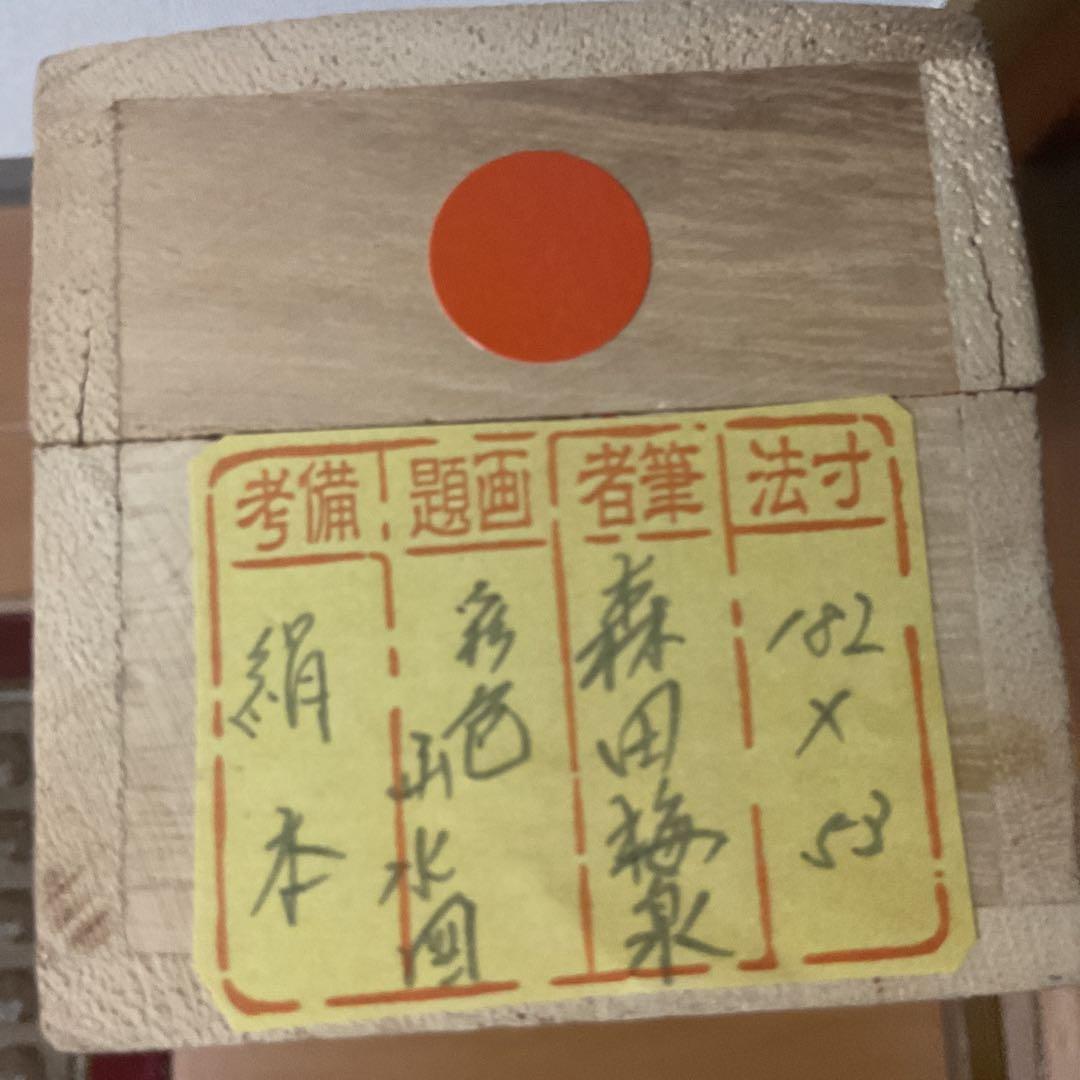 寸法
182
×
53
筆者
森田梅泉
画題
彩色
山水図
備考
絹本